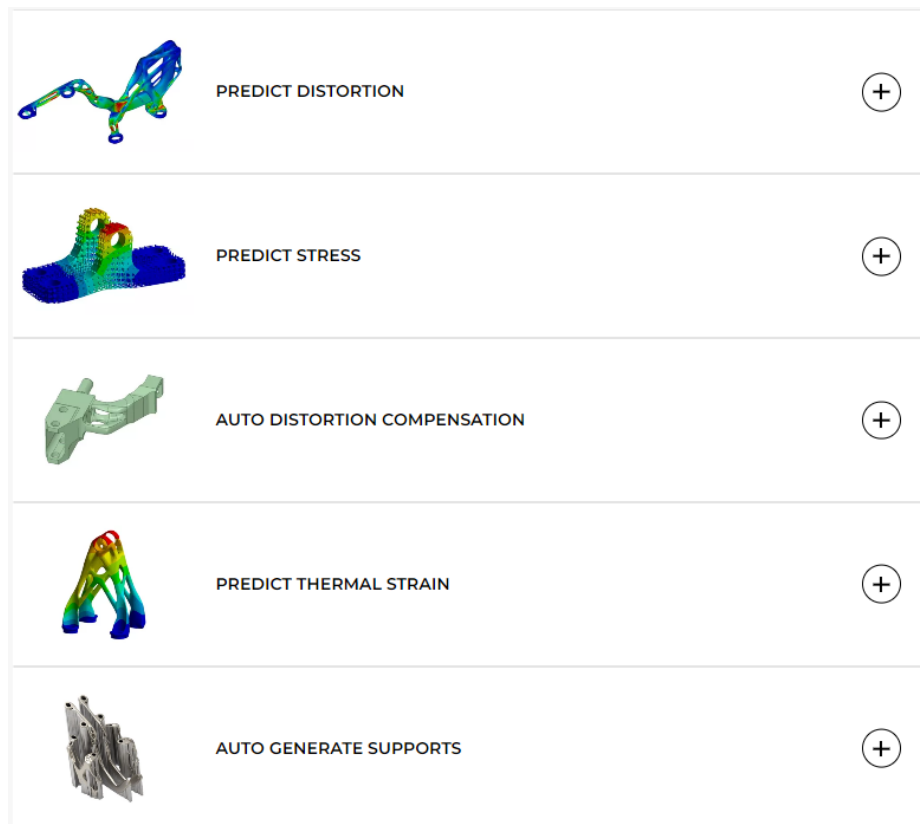 PREDICT DISTORTION
PREDICT STRESS
AUTO DISTORTION COMPENSATION
PREDICT THERMAL STRAIN
AUTO GENERATE SUPPORTS